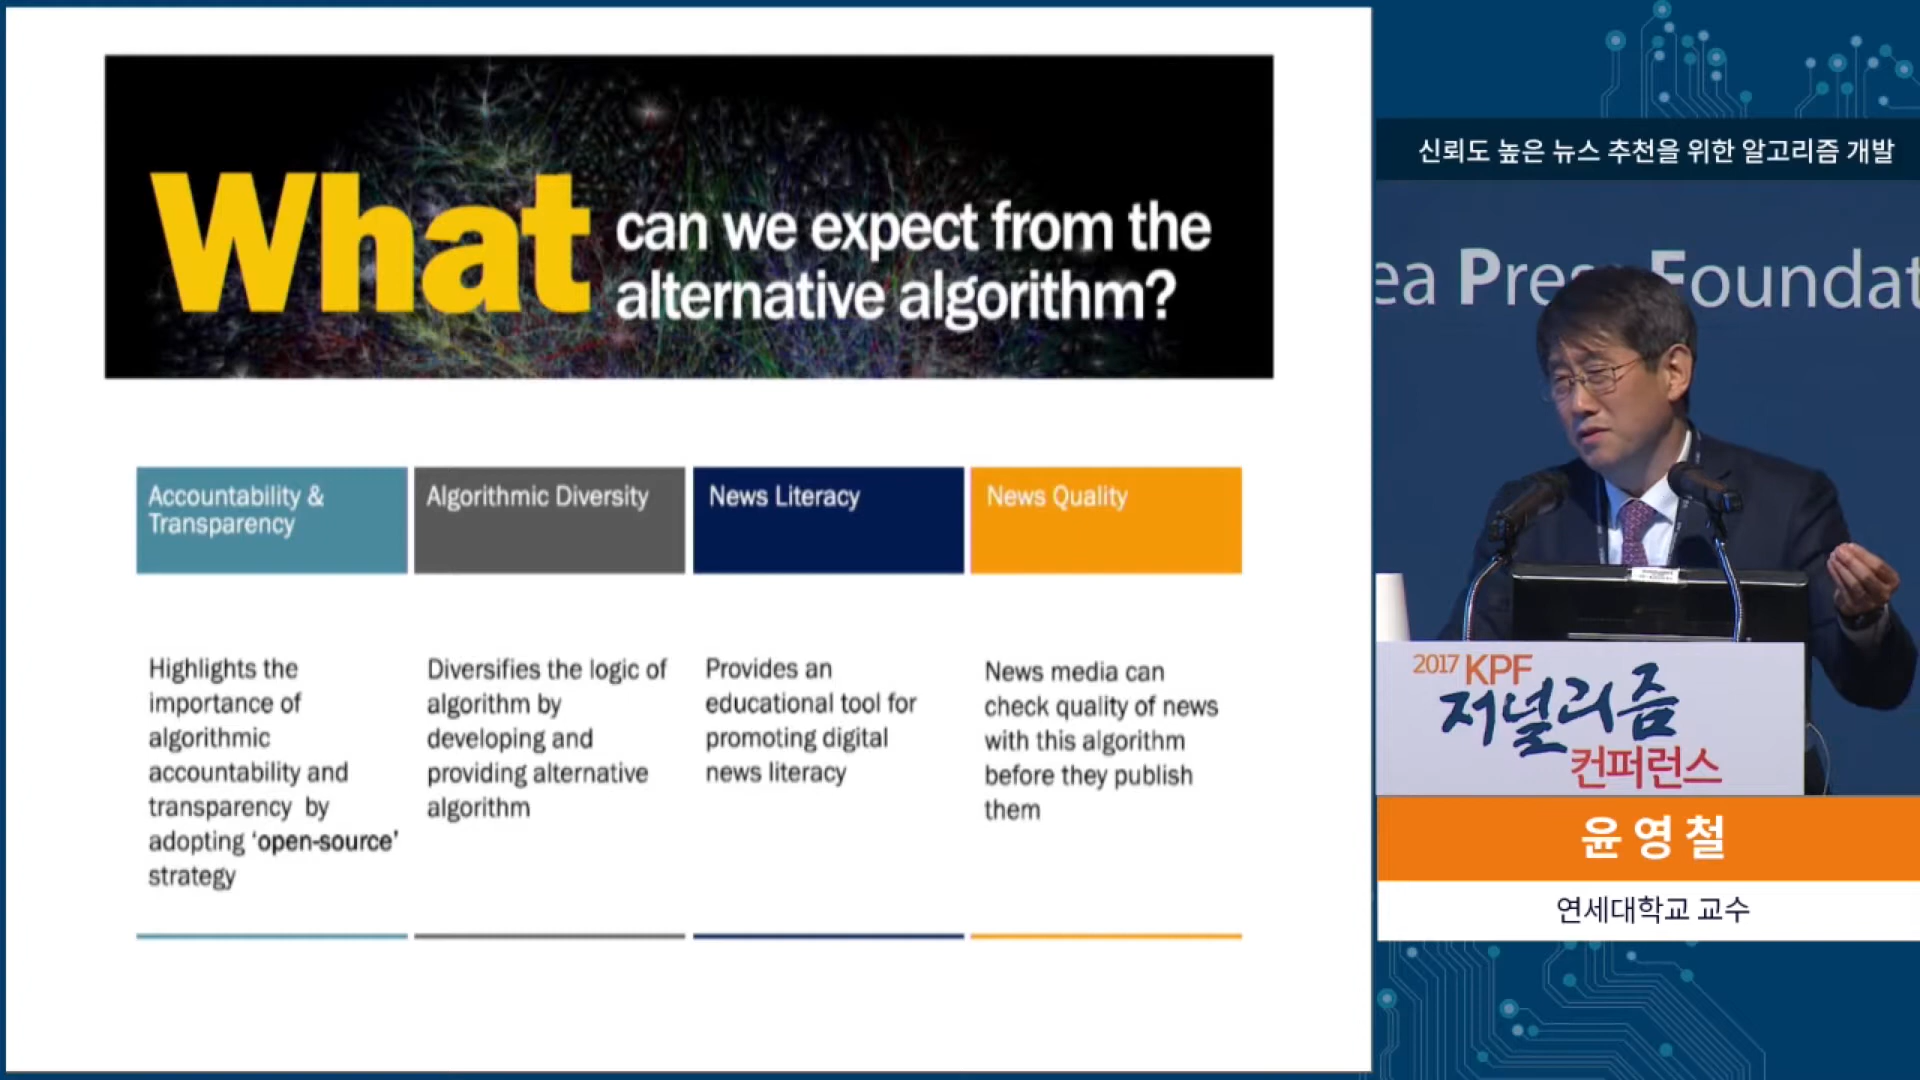 What can we expect from the
alternative algorithm?
Accountability &
Transparency
Highlights the
importance of
algorithmic
accountability and
transparency by
adopting ‘open-source’
strategy
Algorithmic Diversity
Diversifies the logic of
algorithm by
developing and
providing alternative
algorithm
News Literacy
Provides an
educational tool for
promoting digital
news literacy
News Quality
News media can
check quality of news
with this algorithm
before they publish
them
신뢰도 높은 뉴스 추천을 위한 알고리즘 개발
ea Press Foundat
2017 KPF
저널리즘
컨퍼런스
윤영철
연세대학교 교수